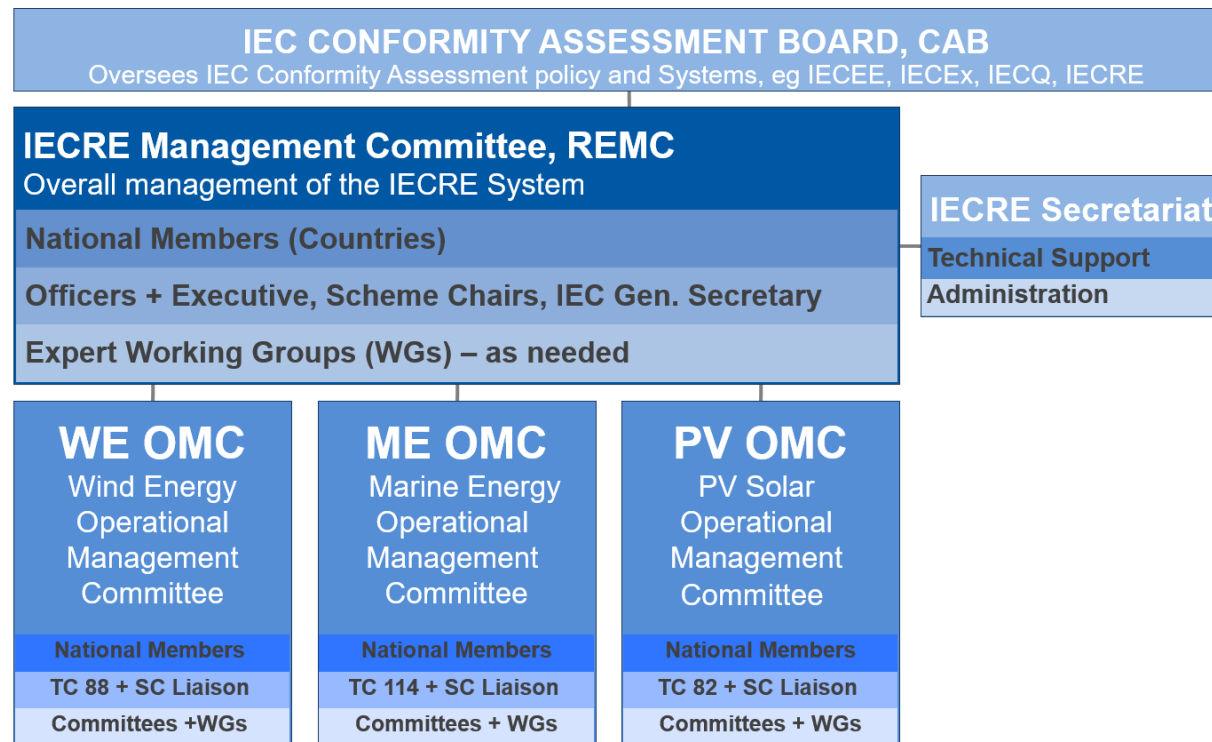 IEC CONFORMITY ASSESSMENT BOARD, CAB
Oversees IEC Conformity Assessment policy and Systems, eg IECEE, IECEx, IECQ, IECRE
IECRE Management Committee, REMC
Overall management of the IECRE System
National Members (Countries)
Officers + Executive, Scheme Chairs, IEC Gen. Secretary
Expert Working Groups (WGs) – as needed
IECRE Secretariat
Technical Support
Administration
WE OMC
Wind Energy
Operational
Management
Committee
National Members
TC 88 + SC Liaison
Committees +WGs
ME OMC
Marine Energy
Operational
Management
Committee
National Members
TC 114 + SC Liaison
Committees + WGs
PV OMC
PV Solar
Operational
Management
Committee
National Members
TC 82 + SC Liaison
Committees + WGs